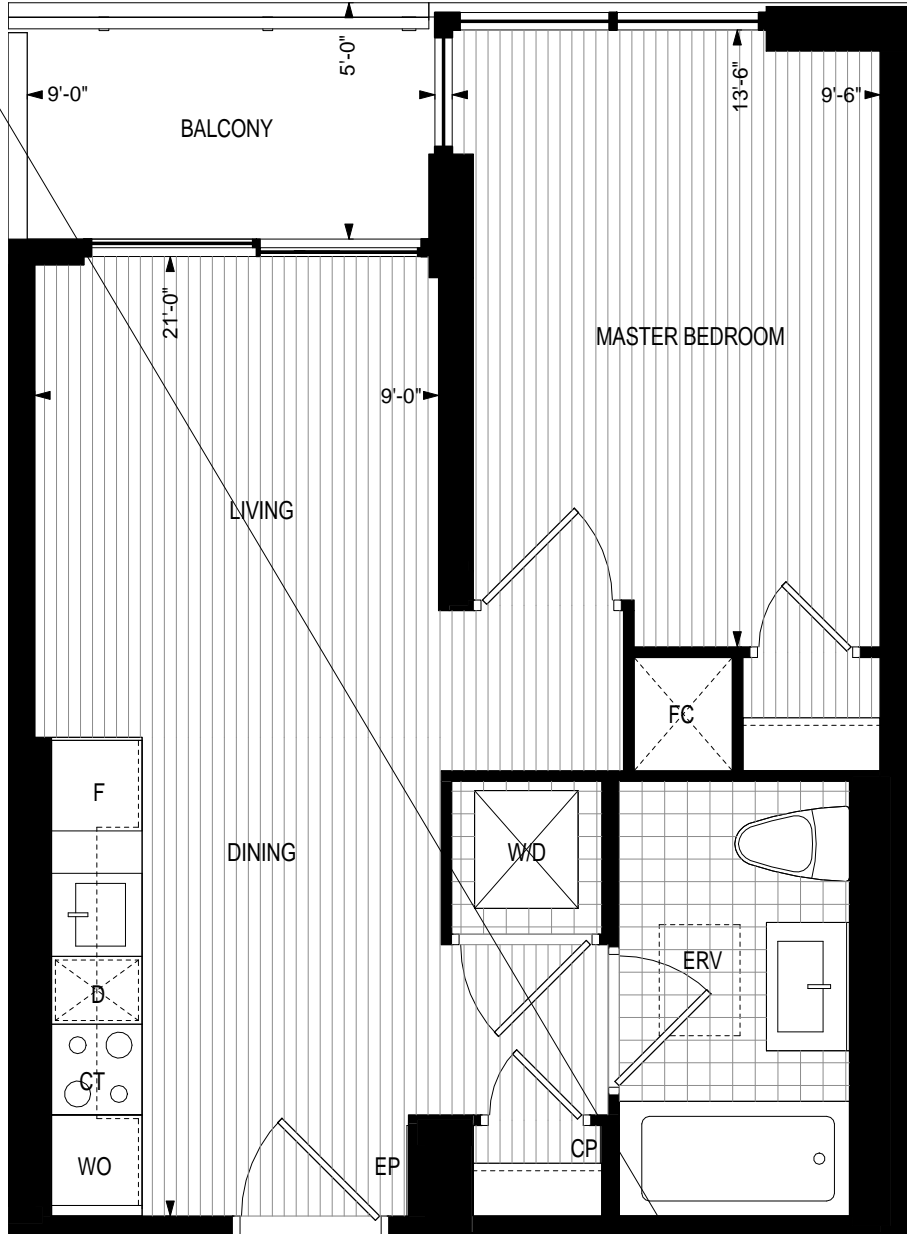 5'-0"
9'-0"
13'-6"
9'-6"
BALCONY
21'-0"
MASTER BEDROOM
9'-0"
LIVING
FC
F
DINING
W/D
ERV
D
CT
CP
WO
EP